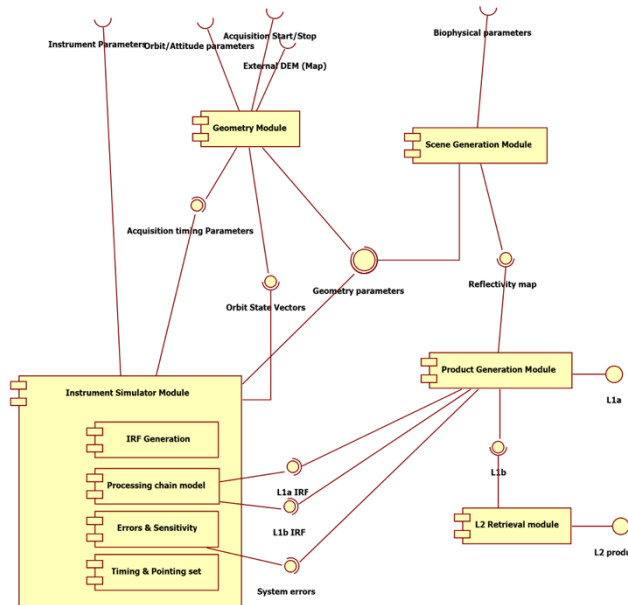 Acquisition Start/Stop
Instrument Parameters
Orbit/Attitude parameters
Biophysical parameters
External DEM (Map)
Geometry Module
Scene Generation Module
Acquisition timing Parameters
Geometry parameters
Reflectivity map
Orbit State Vectors
Product Generation Module
Instrument Simulator Module
L1a
IRF Generation
Processing chain model
L1a IRF
L1b
Errors & Sensitivity
L1b IRF
L2 Retrieval module
L2 produ
Timing & Pointing set
System errors